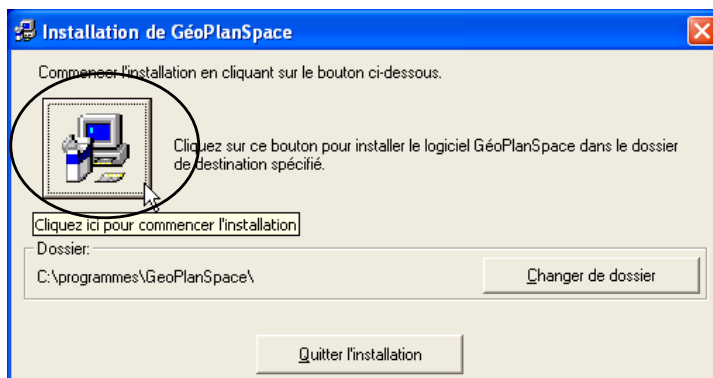 Installation de GéoPlanSpace
Commencer l'installation en cliquant sur le bouton ci-dessous.
Cliquez sur ce bouton pour installer le logiciel GéoPlanSpace dans le dossier
de destination spécifié.
Cliquez ici pour commencer l'installation
Dossier:
C:\programmes\GeoPlanSpace\
Changer de dossier
Quitter l'installation